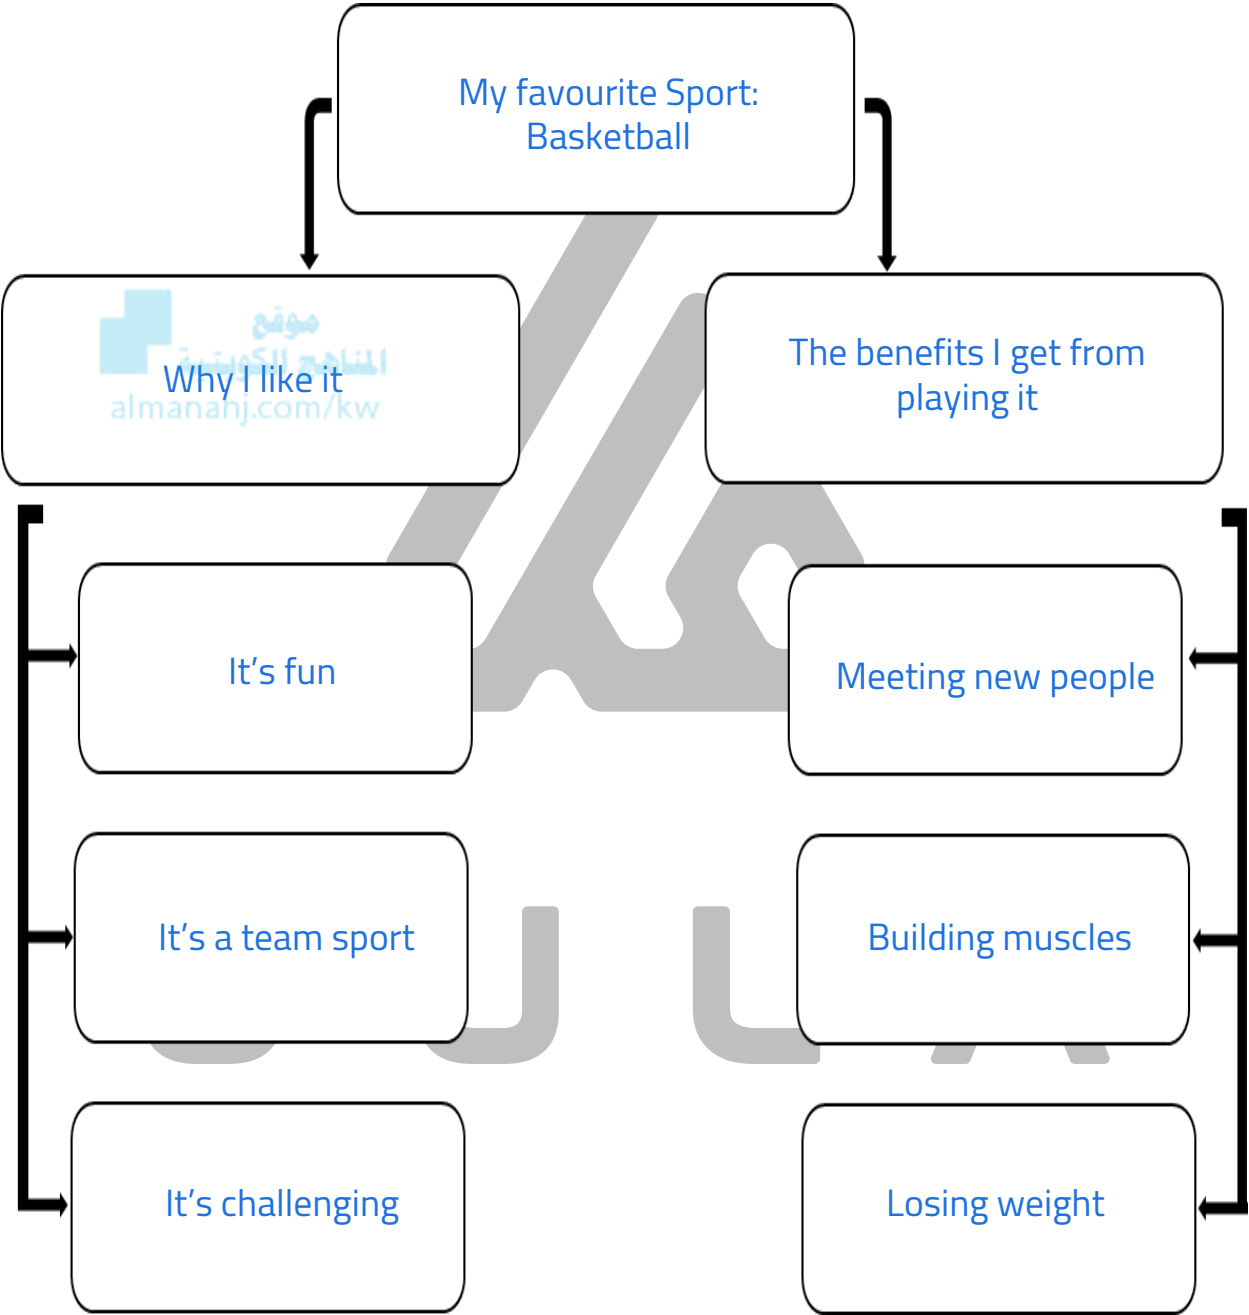 My favourite Sport:
Basketball
موقع
المناهج الكويتية
Why I like it
almanahj.com/kw
The benefits I get from
playing it
It’s fun
Meeting new people
It’s a team sport
Building muscles
It’s challenging
Losing weight